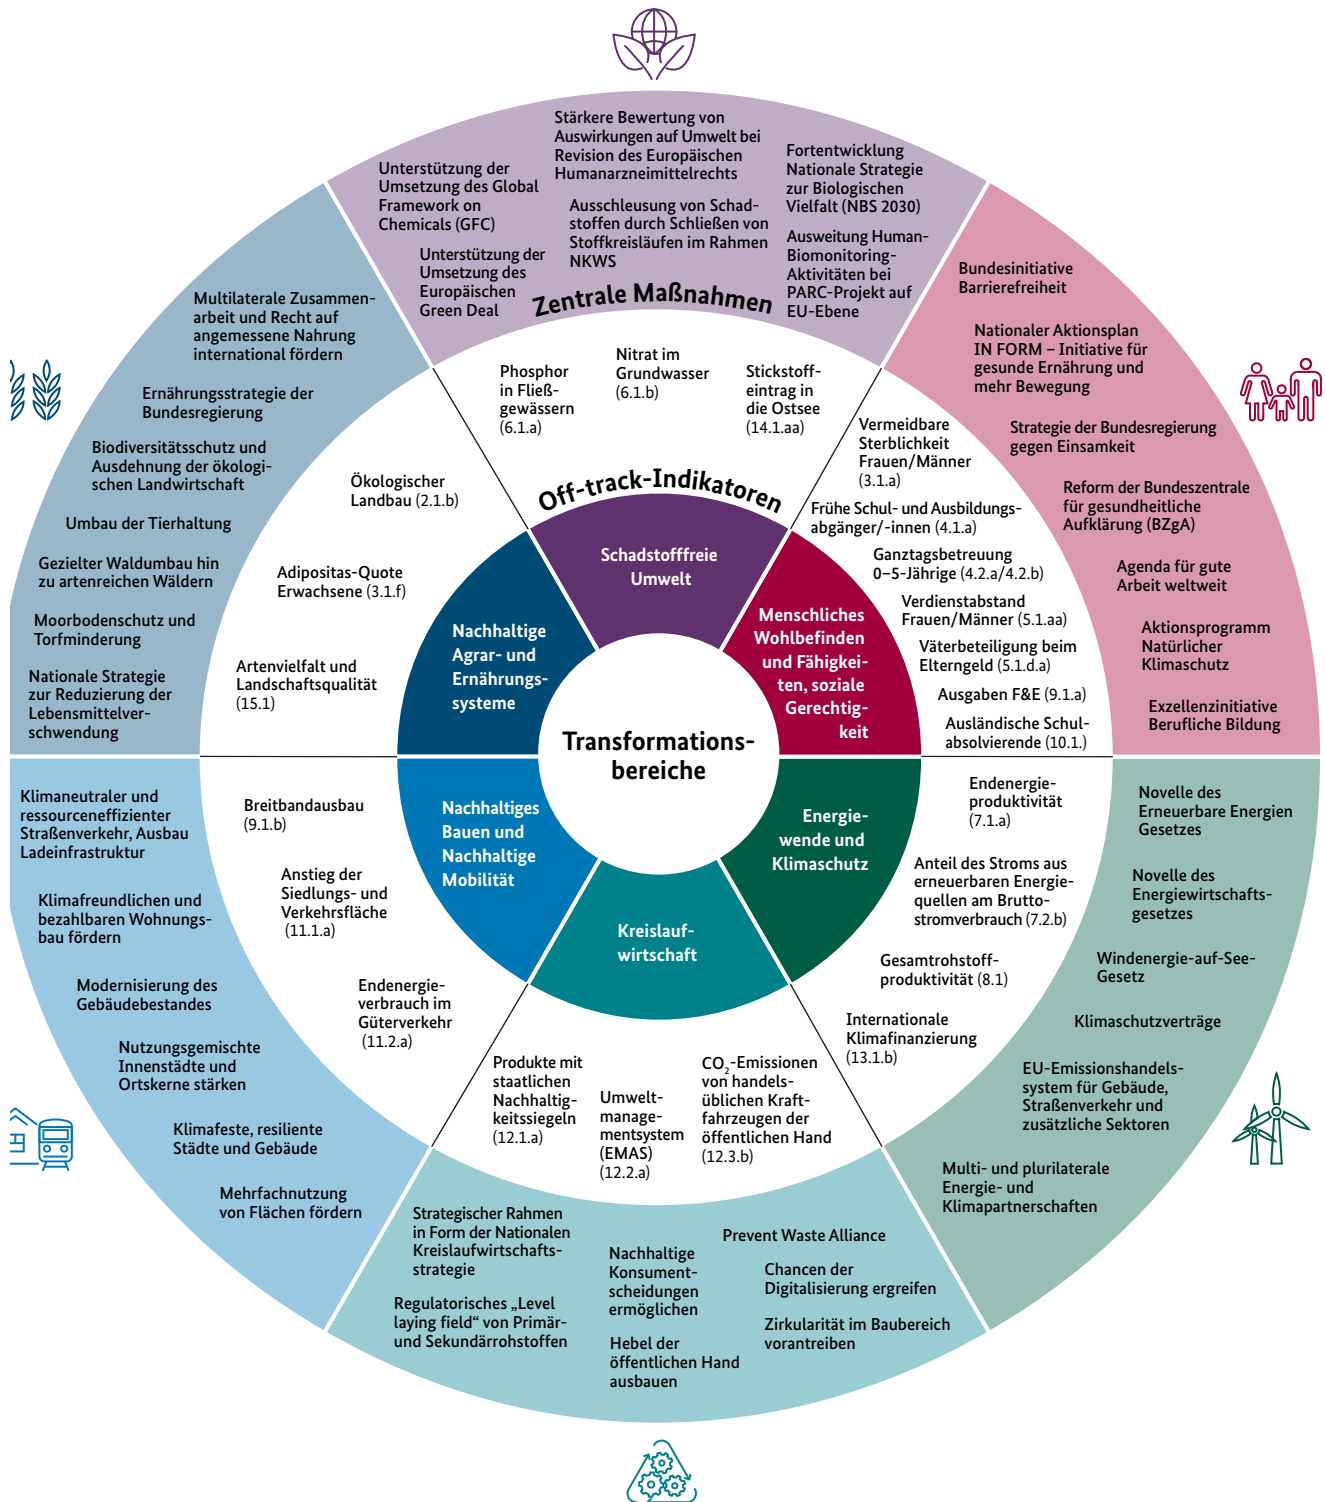 Stärkere Bewertung von
Auswirkungen auf Umwelt bei
Revision des Europäischen
Humanarzneimittelrechts
Unterstützung der
Umsetzung des Global
Framework on
Chemicals (GFC)
Ausschleusung von Schad-
stoffen durch Schließen von
Stoffkreisläufen im Rahmen
NKWS
Fortentwicklung
Nationale Strategie
zur Biologischen
Vielfalt (NBS 2030)
Unterstützung der
Umsetzung des
Europäischen
Green Deal
Ausweitung Human-
Biomonitoring-
Aktivitäten bei
PARC-Projekt auf
EU-Ebene
Zentrale Maßnahmen
Phosphor
in Fließ-
gewässern
(6.1.a)
Nitrat im
Grundwasser
(6.1.b)
Stickstoff-
eintrag in
die Ostsee
(14.1.aa)
Off-track-Indikatoren
Schadstofffreie
Umwelt
Bundesinitiative
Barrierefreiheit
Nationaler Aktionsplan
IN FORM – Initiative für
gesunde Ernährung und
mehr Bewegung
Strategie der Bundesregierung
gegen Einsamkeit
Reform der Bundeszentrale
für gesundheitliche
Aufklärung (BZgA)
Agenda für gute
Arbeit weltweit
Aktionsprogramm
Natürlicher
Klimaschutz
Exzellenzinitiative
Berufliche Bildung
Vermeidbare
Sterblichkeit
Frauen/Männer
(3.1.a)
Frühe Schul- und Ausbildungs-
abgänger/-innen (4.1.a)
Ganztagsbetreuung
0–5-Jährige (4.2.a/4.2.b)
Verdienstabstand
Frauen/Männer (5.1.aa)
Väterbeteiligung beim
Elterngeld (5.1.d.a)
Ausgaben F&E (9.1.a)
Ausländische Schul-
absolvierende (10.1.)
Menschliches
Wohlbefinden
und Fähigkei-
ten, soziale
Gerechtig-
keit
Multilaterale Zusammen-
arbeit und Recht auf
angemessene Nahrung
international fördern
Ernährungsstrategie der
Bundesregierung
Biodiversitätsschutz und
Ausdehnung der ökologi-
schen Landwirtschaft
Umbau der Tierhaltung
Gezielter Waldumbau hin
zu artenreichen Wäldern
Moorbodenschutz und
Torfminderung
Nationale Strategie
zur Reduzierung der
Lebensmittelver-
schwendung
Ökologischer
Landbau (2.1.b)
Adipositas-Quote
Erwachsene (3.1.f)
Artenvielfalt und
Landschaftsqualität
(15.1)
Nachhaltige
Agrar- und
Ernährungs-
systeme
Transformations-
bereiche
Klimaneutraler und
ressourceneffizienter
Straßenverkehr, Ausbau
Ladeinfrastruktur
Klimafreundlichen und
bezahlbaren Wohnungs-
bau fördern
Modernisierung des
Gebäudebestandes
Nutzungsgemischte
Innenstädte und
Ortskerne stärken
Klimafeste, resiliente
Städte und Gebäude
Mehrfachnutzung
von Flächen fördern
Breitbandausbau
(9.1.b)
Anstieg der
Siedlungs- und
Verkehrsfläche
(11.1.a)
Endenergie-
verbrauch im
Güterverkehr
(11.2.a)
Nachhaltiges
Bauen und
Nachhaltige
Mobilität
Energie-
wende und
Klimaschutz
Endenergie-
produktivität
(7.1.a)
Anteil des Stroms aus
erneuerbaren Energie-
quellen am Brutto-
stromverbrauch (7.2.b)
Gesamtrohstoff-
produktivität (8.1)
Internationale
Klimafinanzierung
(13.1.b)
Novelle des
Erneuerbare Energien
Gesetzes
Novelle des
Energiewirtschafts-
gesetzes
Windenergie-auf-See-
Gesetz
Klimaschutzverträge
EU-Emissionshandels-
system für Gebäude,
Straßenverkehr und
zusätzliche Sektoren
Multi- und plurilaterale
Energie- und
Klimapartnerschaften
Kreislauf-
wirtschaft
Produkte mit
staatlichen
Nachhaltig-
keitssiegeln
(12.1.a)
Umwelt-
manage-
mentsystem
(EMAS)
(12.2.a)
CO₂-Emissionen
von handels-
üblichen Kraft-
fahrzeugen der
öffentlichen Hand
(12.3.b)
Strategischer Rahmen
in Form der Nationalen
Kreislaufwirtschafts-
strategie
Regulatorisches „Level
laying field“ von Primär-
und Sekundärrohstoffen
Nachhaltige
Konsument-
scheidungen
ermöglichen
Hebel der
öffentlichen Hand
ausbauen
Prevent Waste Alliance
Chancen der
Digitalisierung ergreifen
Zirkularität im Baubereich
vorantreiben